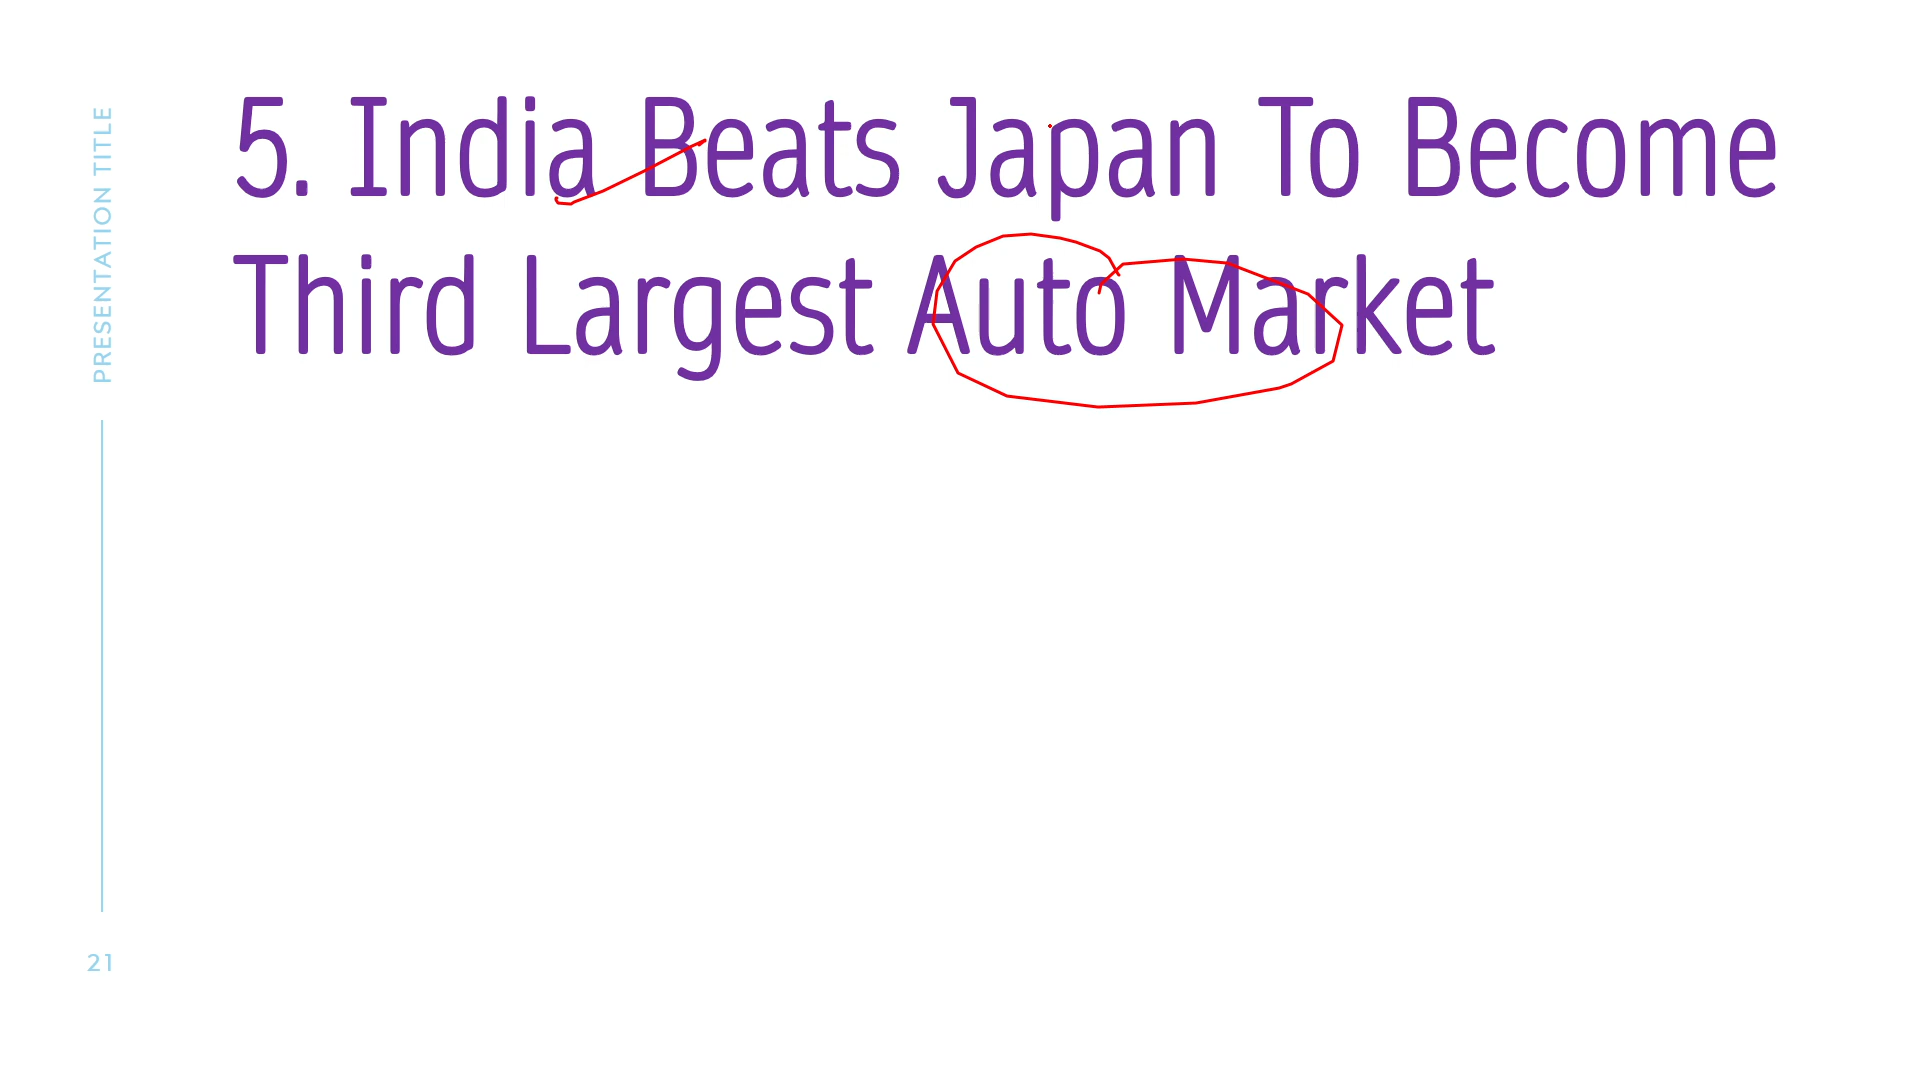 PRESENTATION TITLE
5. India Beats Japan To Become
Third Largest Auto Market
21